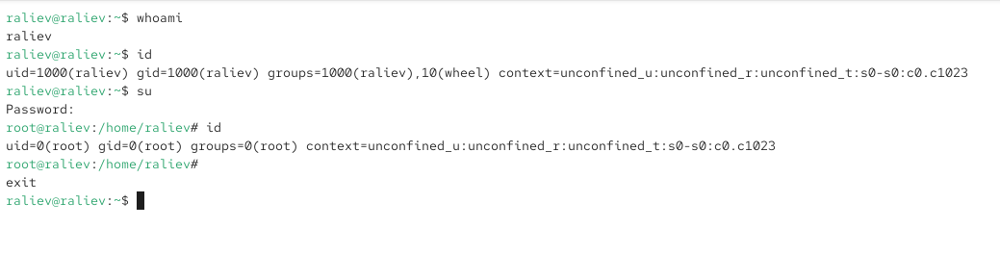 raliev@raliev:~$ whoami
raliev
raliev@raliev:~$ id
uid=1000(raliev) gid=1000(raliev) groups=1000(raliev),10(wheel) context=unconfined_u:unconfined_r:unconfined_t:s0-s0:c0.c1023
raliev@raliev:~$ su
Password:
root@raliev:/home/raliev# id
uid=0(root) gid=0(root) groups=0(root) context=unconfined_u:unconfined_r:unconfined_t:s0-s0:c0.c1023
root@raliev:/home/raliev#
exit
raliev@raliev:~$